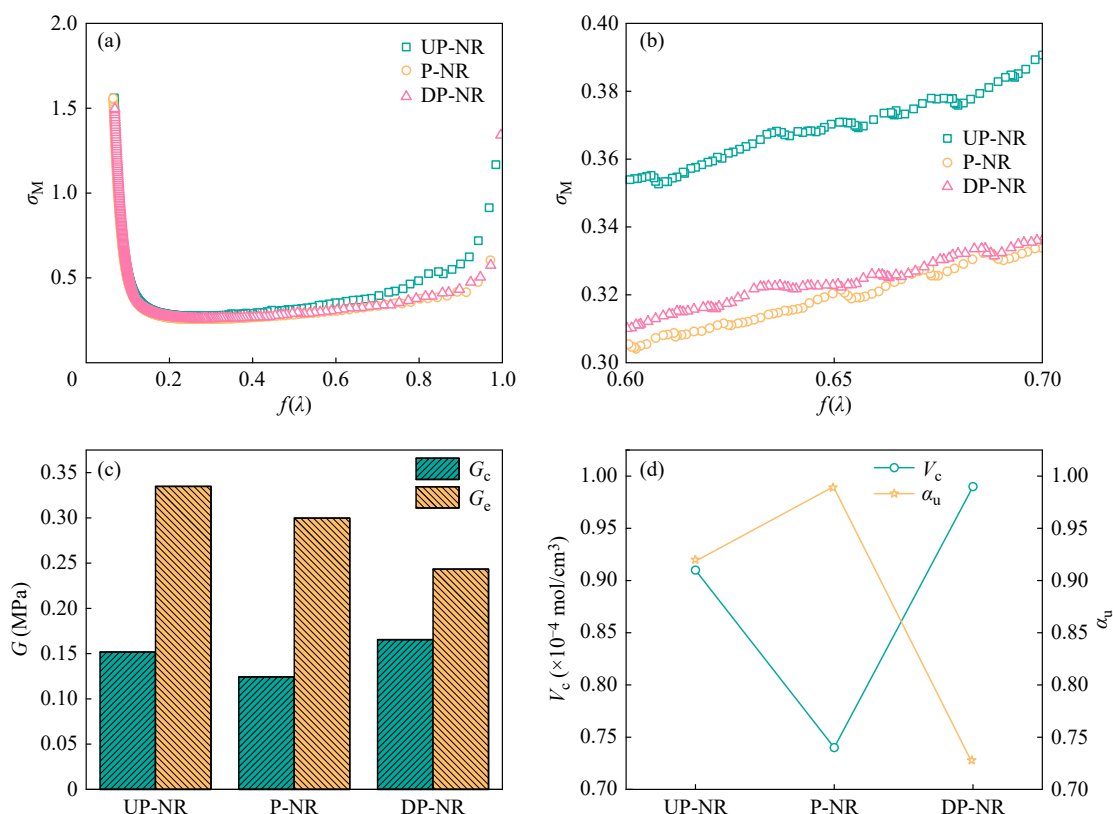 (a)
UP-NR
P-NR
DP-NR
2.0
1.5
1.0
0.5
0
0.2
0.4
0.6
0.8
1.0
σM
f(λ)
(b)
UP-NR
P-NR
DP-NR
0.40
0.38
0.36
0.34
0.32
0.30
0.60
0.65
0.70
σM
f(λ)
(c)
Gc
Ge
0.35
0.30
0.25
0.20
0.15
0.10
0.05
0
G (MPa)
UP-NR
P-NR
DP-NR
(d)
Vc
αu
1.00
0.95
0.90
0.85
0.80
0.75
0.70
Vc (×10⁻⁴ mol/cm³)
1.00
0.95
0.90
0.85
0.80
0.75
0.70
αu
UP-NR
P-NR
DP-NR